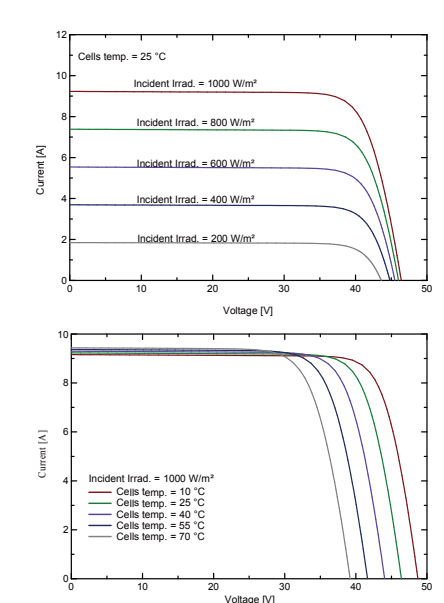 12
Cells temp. = 25 °C
10
Incident Irrad. = 1000 W/m²
8
Incident Irrad. = 800 W/m²
6
Incident Irrad. = 600 W/m²
Current [A]
4
Incident Irrad. = 400 W/m²
2
Incident Irrad. = 200 W/m²
0
0 10 20 30 40 50
Voltage [V]
10
8
6
Current [A]
4
Incident Irrad. = 1000 W/m²
Cells temp. = 10 °C
Cells temp. = 25 °C
Cells temp. = 40 °C
2
Cells temp. = 55 °C
Cells temp. = 70 °C
0
0 10 20 30 40 50
Voltage [V]